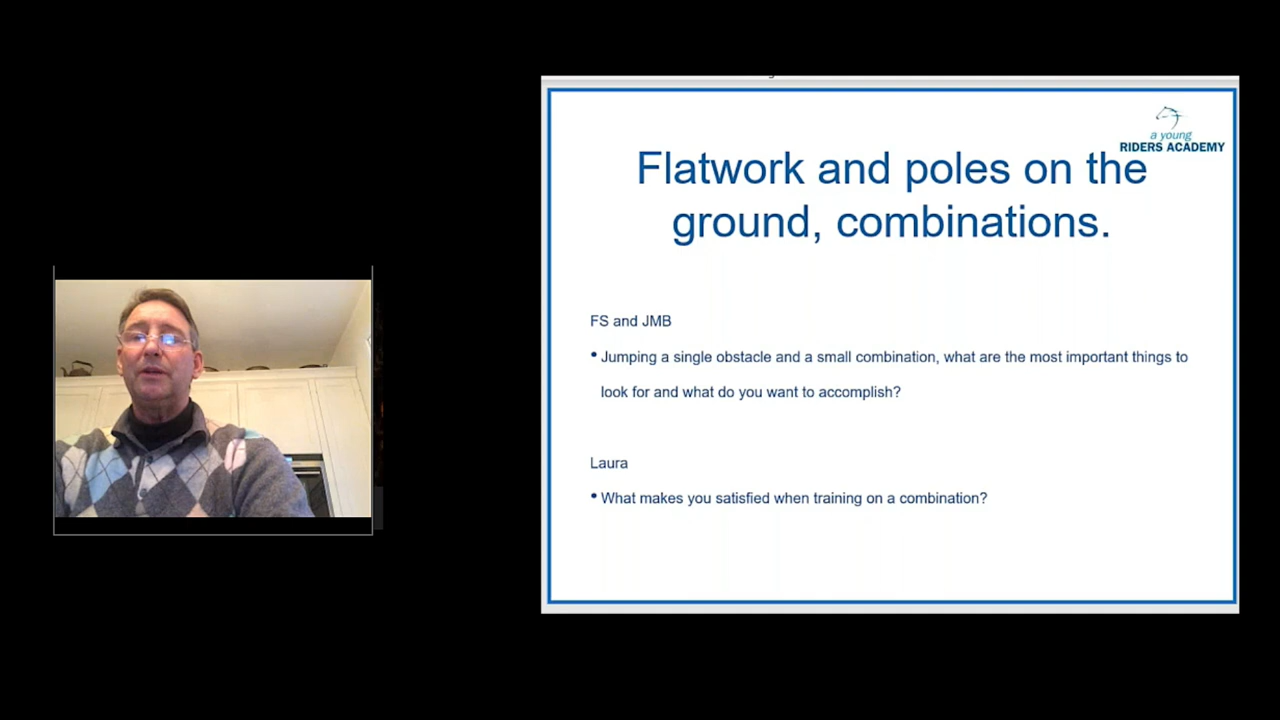 a young
RIDERS ACADEMY
Flatwork and poles on the
ground, combinations.
FS and JMB
• Jumping a single obstacle and a small combination, what are the most important things to
look for and what do you want to accomplish?
Laura
• What makes you satisfied when training on a combination?